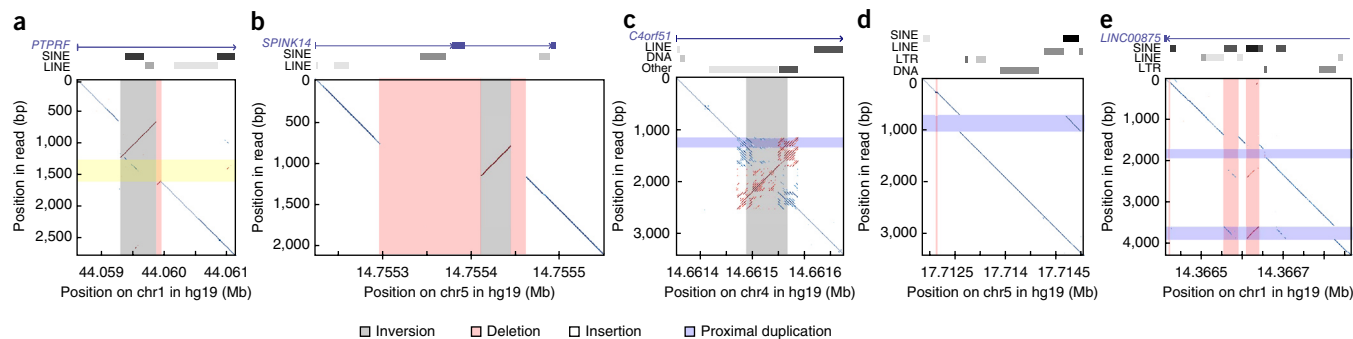 a
PTPRF
SINE
LINE
Position in read (bp)
0
500
1,000
1,500
2,000
2,500
44.059
44.060
44.061
Position on chr1 in hg19 (Mb)
b
SPINK14
SINE
LINE
Position in read (bp)
0
500
1,000
1,500
2,000
14.7553
14.7554
14.7555
Position on chr5 in hg19 (Mb)
c
C4orf51
LINE
DNA
Other
Position in read (bp)
0
1,000
2,000
3,000
14.6614
14.6615
14.6616
Position on chr4 in hg19 (Mb)
d
SINE
LINE
LTR
DNA
Position in read (bp)
0
1,000
2,000
3,000
17.7125
17.714
17.7145
Position on chr5 in hg19 (Mb)
e
LINC00875
SINE
LINE
LTR
Position in read (bp)
0
1,000
2,000
3,000
4,000
14.3665
14.3667
Position on chr1 in hg19 (Mb)
Inversion
Deletion
Insertion
Proximal duplication